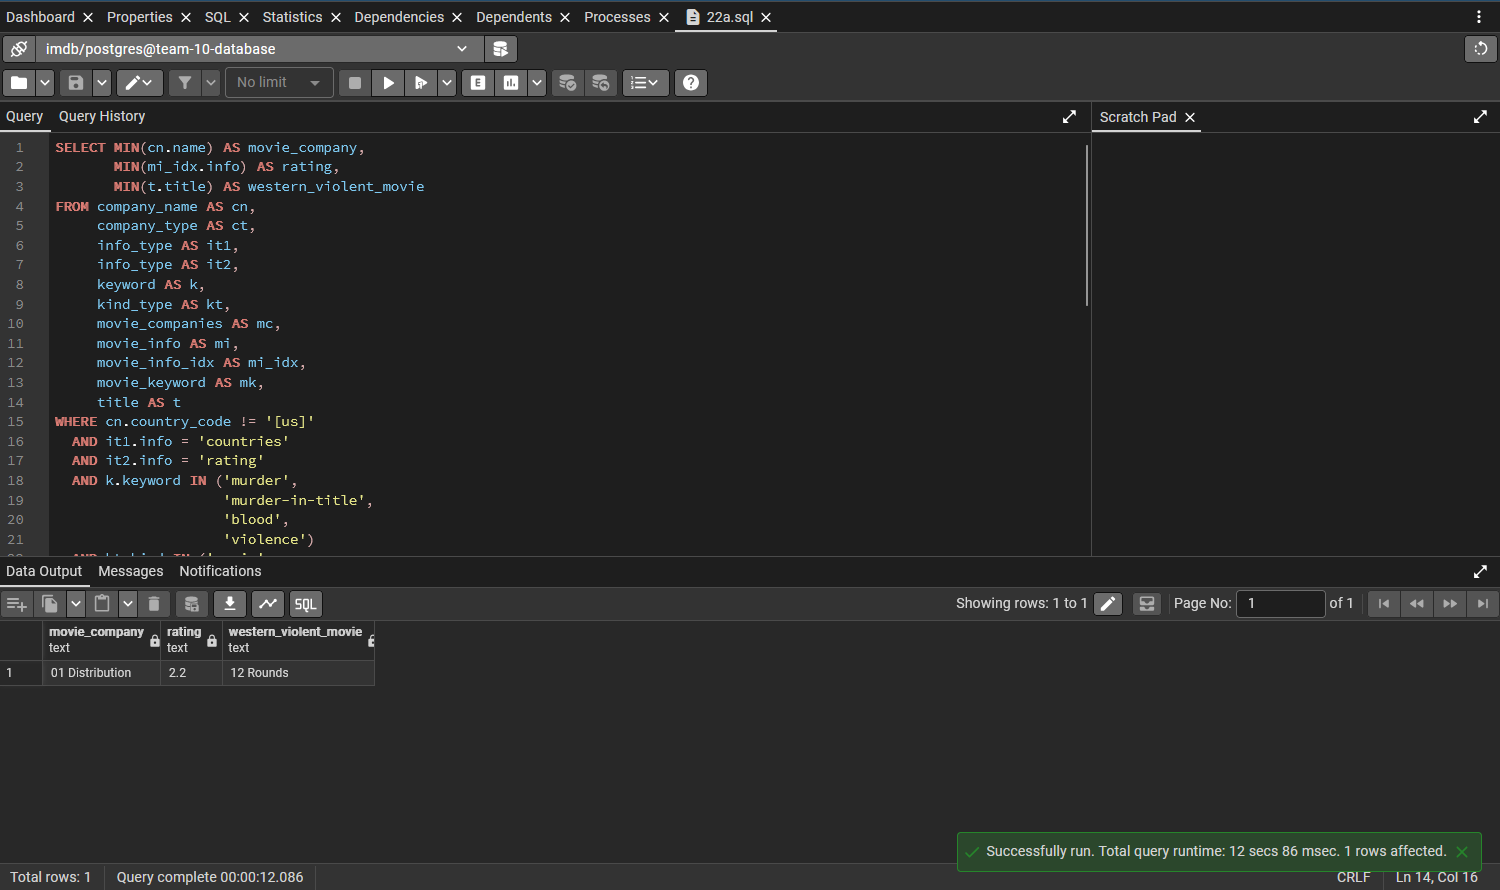 Dashboard Properties SQL Statistics Dependencies Dependents Processes 22a.sql
imdb/postgres@team-10-database
No limit
Query Query History Scratch Pad
1 SELECT MIN(cn.name) AS movie_company,
2 MIN(mi_idx.info) AS rating,
3 MIN(t.title) AS western_violent_movie
4 FROM company_name AS cn,
5 company_type AS ct,
6 info_type AS it1,
7 info_type AS it2,
8 keyword AS k,
9 kind_type AS kt,
10 movie_companies AS mc,
11 movie_info AS mi,
12 movie_info_idx AS mi_idx,
13 movie_keyword AS mk,
14 title AS t
15 WHERE cn.country_code != '[us]'
16 AND it1.info = 'countries'
17 AND it2.info = 'rating'
18 AND k.keyword IN ('murder',
19 'murder-in-title',
20 'blood',
21 'violence')
Data Output Messages Notifications
SQL Showing rows: 1 to 1 Page No: 1 of 1
movie_company rating western_violent_movie
text text text
1 01 Distribution 2.2 12 Rounds
Successfully run. Total query runtime: 12 secs 86 msec. 1 rows affected.
Total rows: 1 Query complete 00:00:12.086 CRLF Ln 14, Col 16